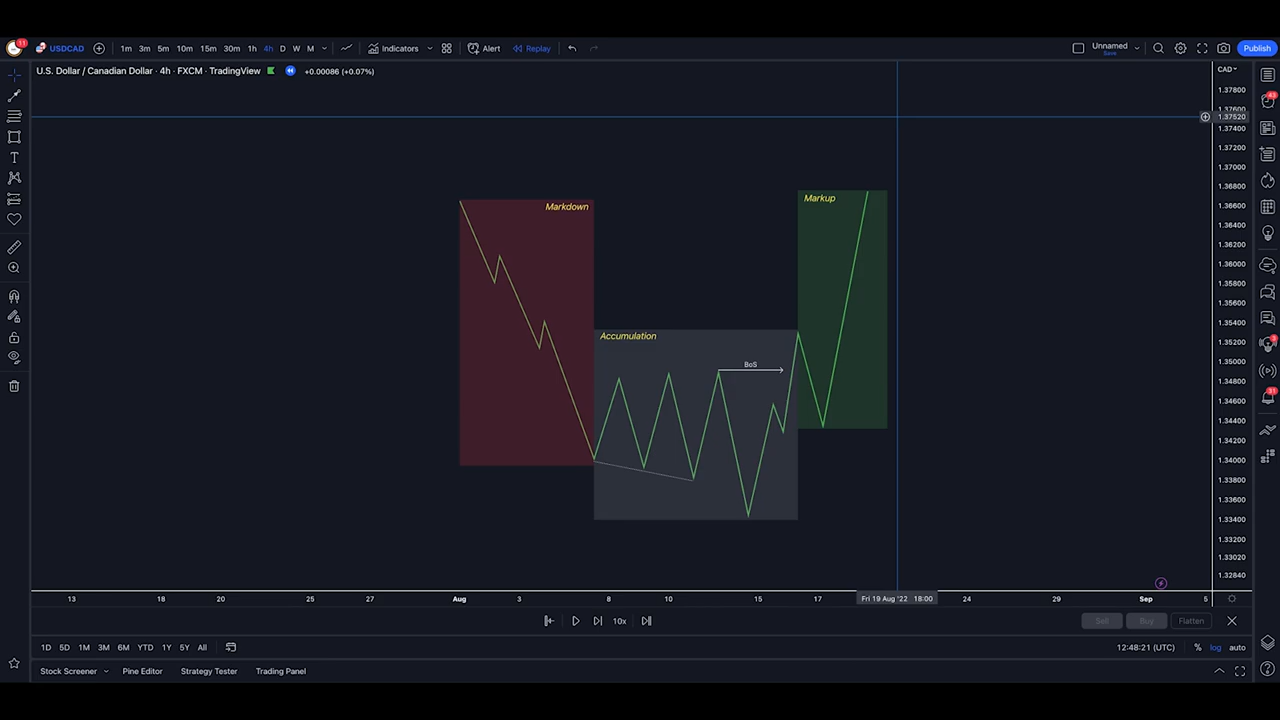 11
USDCAD 1m 3m 5m 10m 15m 30m 1h 4h D W M Indicators Alert Replay Unnamed Save Publish
U.S. Dollar / Canadian Dollar · 4h · FXCM · TradingView +0.00086 (+0.07%) CAD
1.37800
1.37600
1.37520
1.37400
1.37200
1.37000
1.36800
1.36600
1.36400
1.36200
1.36000
1.35800
1.35600
1.35400
1.35200
1.35000
1.34800
1.34600
1.34400
1.34200
1.34000
1.33800
1.33600
1.33400
1.33200
1.33020
1.32840
Markdown
Accumulation
BoS
Markup
13 18 20 25 27 Aug 3 8 10 15 17 Fri 19 Aug '22 18:00 24 29 Sep 5
10x Sell Buy Flatten
1D 5D 1M 3M 6M YTD 1Y 5Y All 12:48:21 (UTC) % log auto
Stock Screener Pine Editor Strategy Tester Trading Panel
31